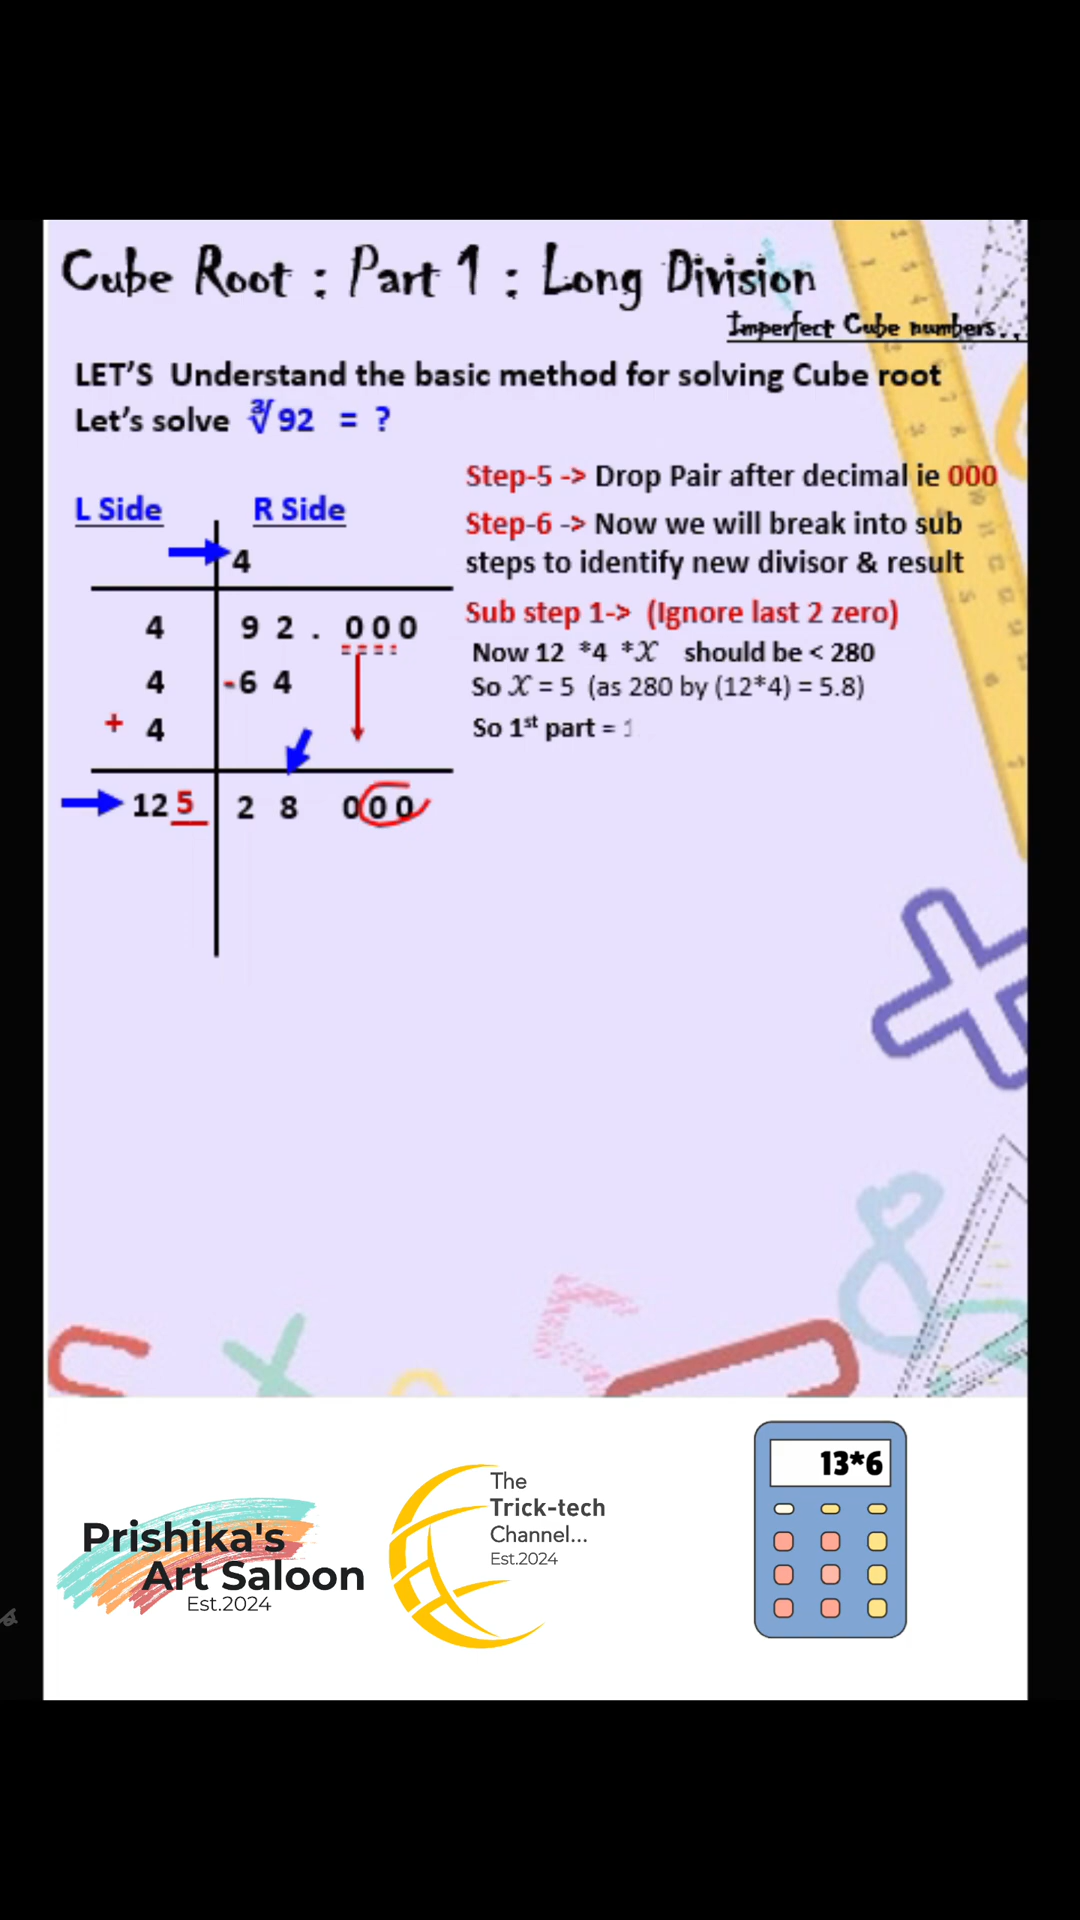 Cube Root : Part 1 : Long Division
Imperfect Cube numbers..
LET'S Understand the basic method for solving Cube root
Let's solve ∛92 = ?
Step-5 -> Drop Pair after decimal ie 000
L Side R Side
Step-6 -> Now we will break into sub
steps to identify new divisor & result
4
Sub step 1-> (Ignore last 2 zero)
4 9 2 . 0 0 0
Now 12 *4 *X should be < 280
4 -6 4
So X = 5 (as 280 by (12*4) = 5.8)
+ 4
So 1st part =
12 5 2 8 0 0 0
13*6
Prishika's
Art Saloon
Est.2024
The
Trick-tech
Channel...
Est.2024